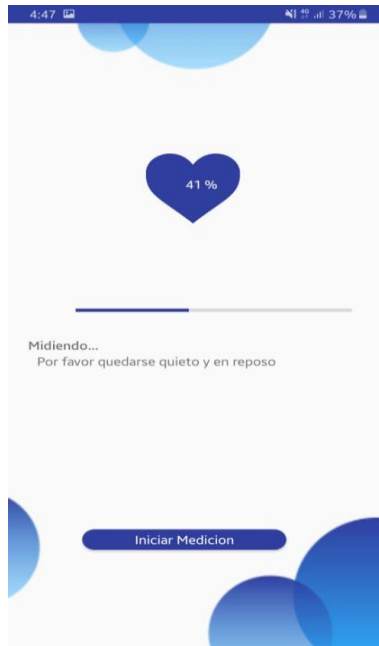 4:47 37%
41 %
Midiendo...
Por favor quedarse quieto y en reposo
Iniciar Medicion